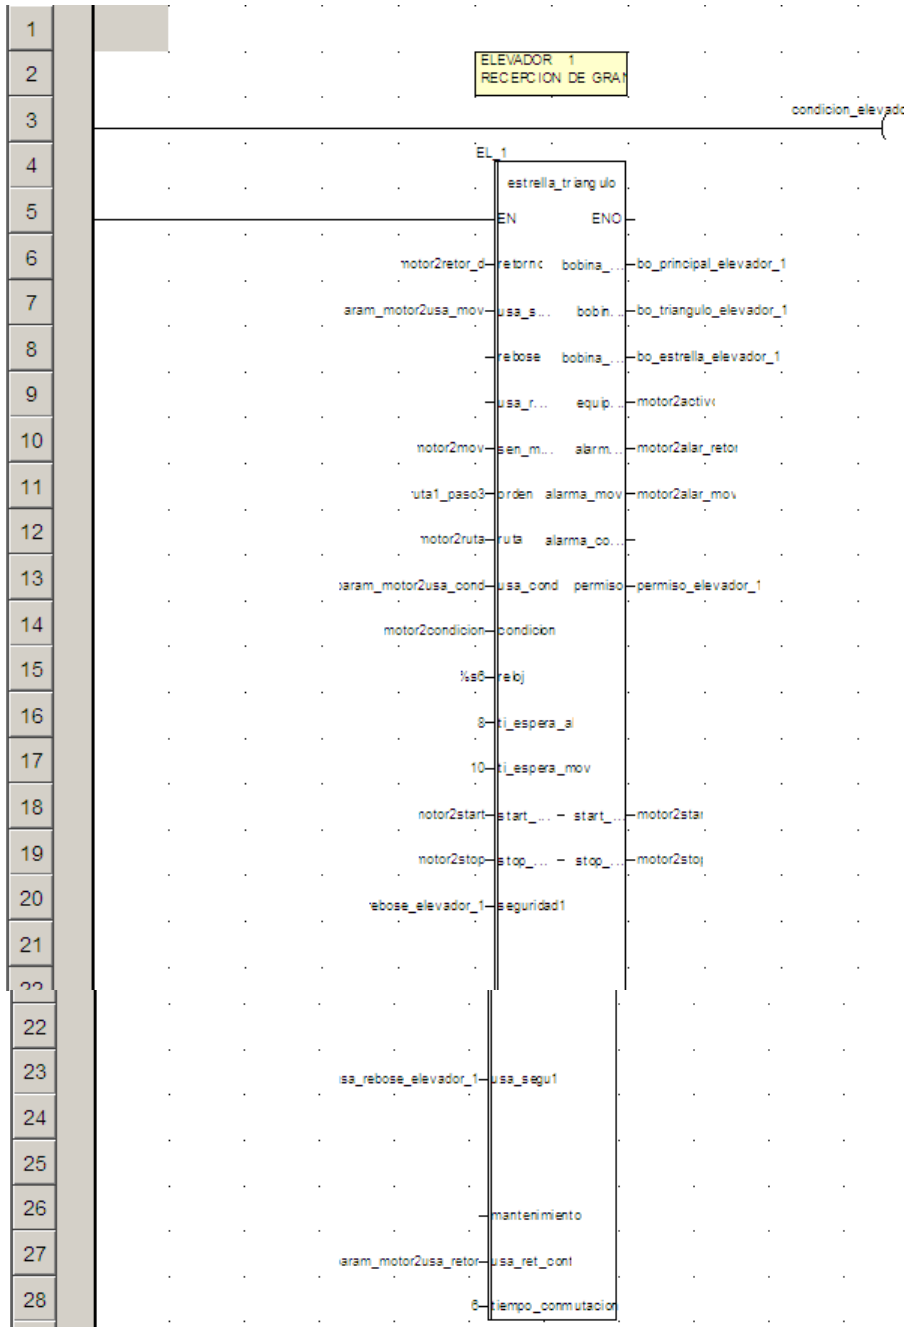 1
2
ELEVADOR 1
RECEPCION DE GRAN
3
condicion_elevado
4
EL_1
estrella_triangulo
5
EN ENO
6
motor2retor_d retorno bobina_... bo_principal_elevador_1
7
aram_motor2usa_mov usa_s... bobin... bo_triangulo_elevador_1
8
rebose bobina_... bo_estrella_elevador_1
9
usa_r... equip... motor2activo
10
motor2mov sen_m... alarm... motor2alar_retor
11
ruta1_paso3 orden alarma_mov motor2alar_mov
12
motor2ruta ruta alarma_co...
13
param_motor2usa_cond usa_cond permiso permiso_elevador_1
14
motor2condicion condicion
15
%s6 reloj
16
8 ti_espera_al
17
10 ti_espera_mov
18
motor2start start_... – start_... motor2star
19
motor2stop stop_... – stop_... motor2stop
20
rebose_elevador_1 seguridad1
21
22
22
23
usa_rebose_elevador_1 usa_segu1
24
25
26
mantenimiento
27
param_motor2usa_retor usa_ret_cont
28
6 tiempo_conmutacion